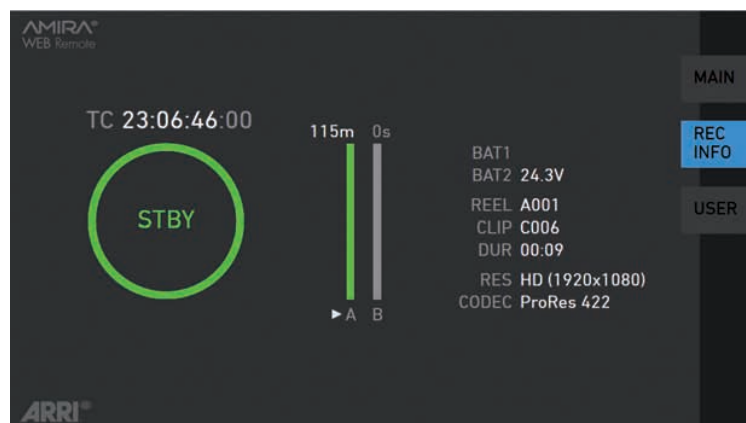 AMIRA®
WEB Remote
TC 23:06:46:00
STBY
115m 0s
▶A B
BAT1
BAT2 24.3V
REEL A001
CLIP C006
DUR 00:09
RES HD (1920x1080)
CODEC ProRes 422
MAIN
REC
INFO
USER
ARRI®